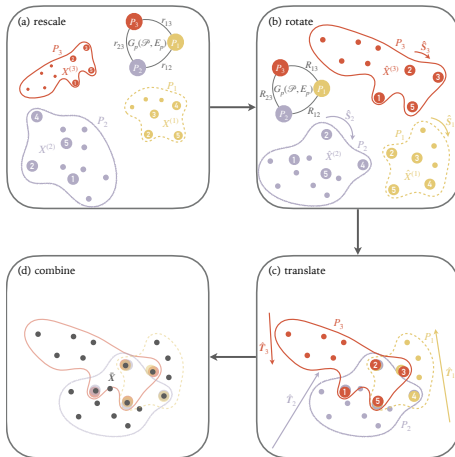 (a) rescale
P₃
X⁽³⁾
2
3
5
1
r₁₃
P₃
r₂₃ Gₚ(𝒫, Eₚ) P₁
P₂
r₁₂
P₁
4
3
X⁽¹⁾
2
5
4
P₂
X⁽²⁾
5
2
1
(b) rotate
P₃
Ŝ₃
X̂⁽³⁾
2
3
1
5
P₃
R₁₃
Gₚ(𝒫, Eₚ) P₁
R₂₃
P₂
R₁₂
Ŝ₂
P₂
2
1
X̂⁽²⁾
4
5
P₁
2
3
X̂⁽¹⁾
5
4
(d) combine
X̂
(c) translate
P₃
T̂₃
P₁
2
3
1
5
4
T̂₂
P₂